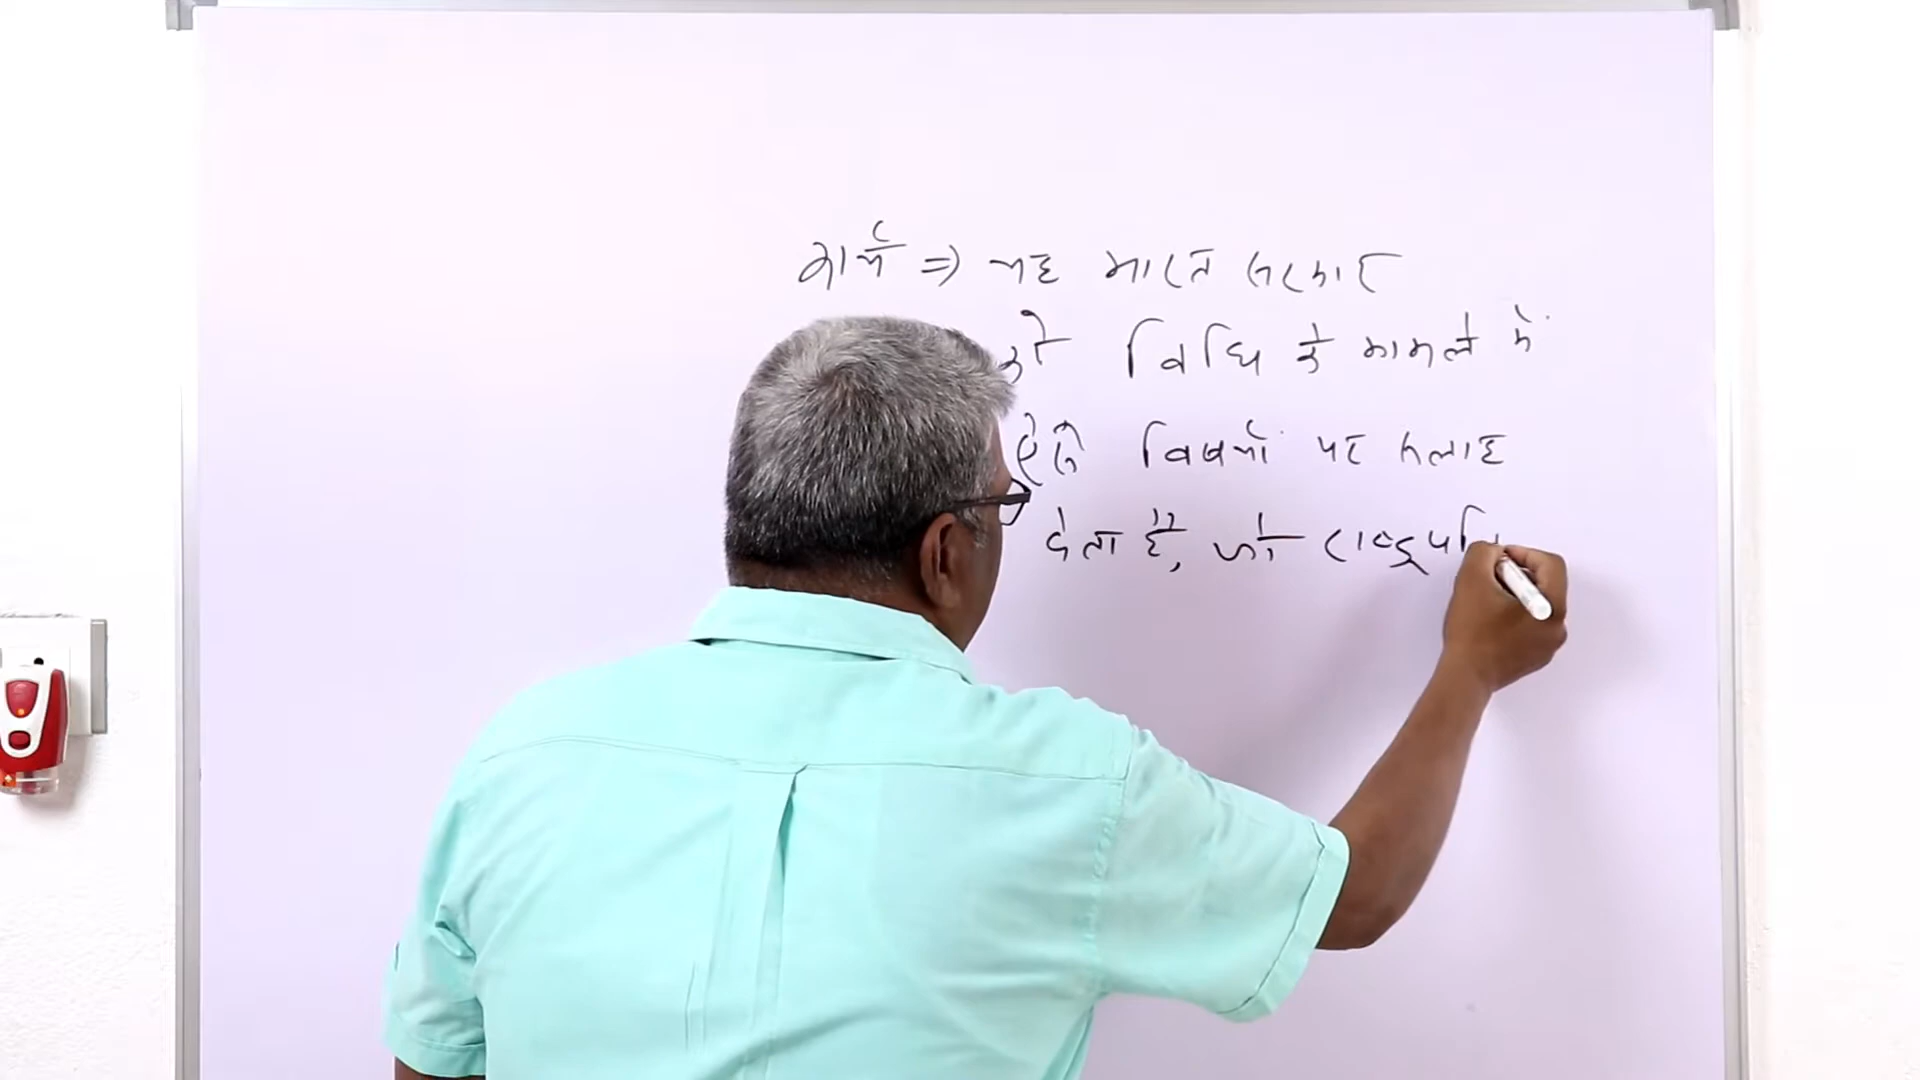 कार्य ⇒ यह भारत सरकार
को विधि के मामले में
ऐसे विषयों पर सलाह
देता है, जो राष्ट्रपति